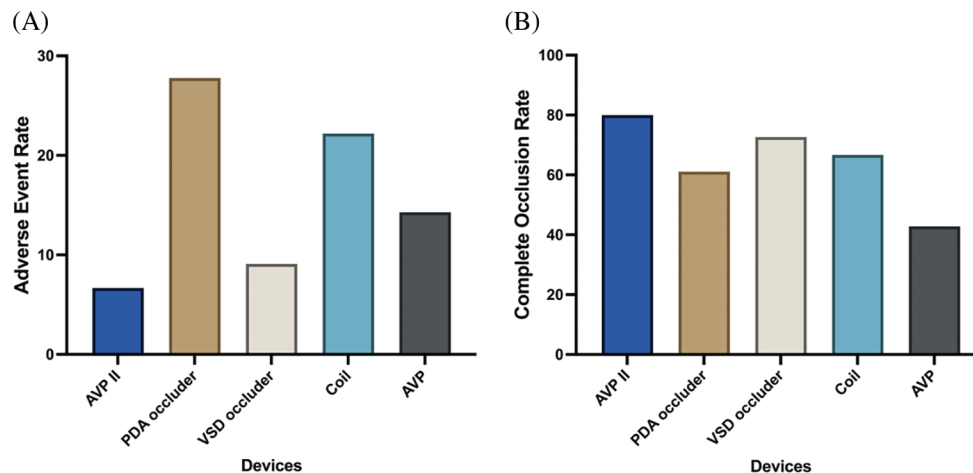 (A)
Adverse Event Rate
30
20
10
0
AVP II
PDA occluder
VSD occluder
Coil
AVP
Devices
(B)
Complete Occlusion Rate
100
80
60
40
20
0
AVP II
PDA occluder
VSD occluder
Coil
AVP
Devices